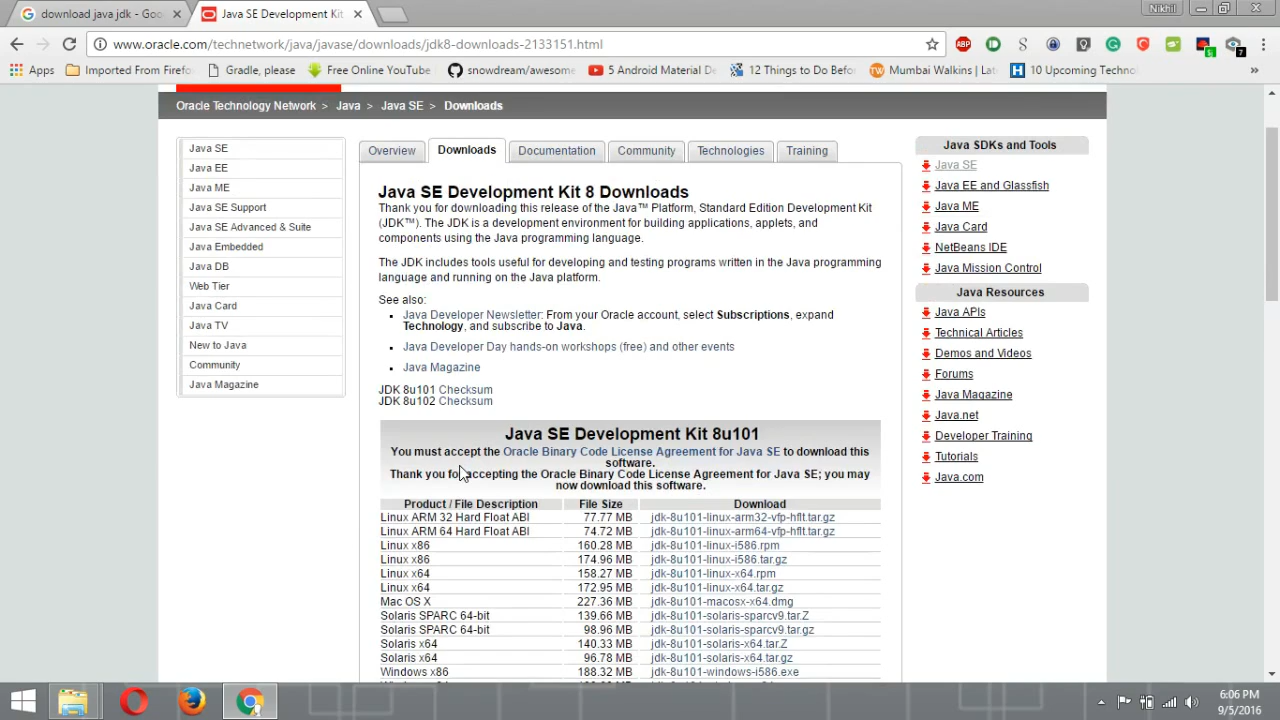 download java jdk - Goo
Java SE Development Kit
Nikhil
www.oracle.com/technetwork/java/javase/downloads/jdk8-downloads-2133151.html
Apps
Imported From Firefo
Gradle, please
Free Online YouTube
snowdream/awesome
5 Android Material De
12 Things To Do Befo
Mumbai Walkins | Lat
10 Upcoming Techno
»
Oracle Technology Network > Java > Java SE > Downloads
Java SE
Java EE
Java ME
Java SE Support
Java SE Advanced & Suite
Java Embedded
Java DB
Web Tier
Java Card
Java TV
New to Java
Community
Java Magazine
Overview
Downloads
Documentation
Community
Technologies
Training
Java SE Development Kit 8 Downloads
Thank you for downloading this release of the Java™ Platform, Standard Edition Development Kit
(JDK™). The JDK is a development environment for building applications, applets, and
components using the Java programming language.
The JDK includes tools useful for developing and testing programs written in the Java programming
language and running on the Java platform.
See also:
Java Developer Newsletter: From your Oracle account, select Subscriptions, expand
Technology, and subscribe to Java.
Java Developer Day hands-on workshops (free) and other events
Java Magazine
JDK 8u101 Checksum
JDK 8u102 Checksum
Java SE Development Kit 8u101
You must accept the Oracle Binary Code License Agreement for Java SE to download this
software.
Thank you for accepting the Oracle Binary Code License Agreement for Java SE; you may
now download this software.
Product / File Description File Size Download
Linux ARM 32 Hard Float ABI 77.77 MB jdk-8u101-linux-arm32-vfp-hflt.tar.gz
Linux ARM 64 Hard Float ABI 74.72 MB jdk-8u101-linux-arm64-vfp-hflt.tar.gz
Linux x86 160.28 MB jdk-8u101-linux-i586.rpm
Linux x86 174.96 MB jdk-8u101-linux-i586.tar.gz
Linux x64 158.27 MB jdk-8u101-linux-x64.rpm
Linux x64 172.95 MB jdk-8u101-linux-x64.tar.gz
Mac OS X 227.36 MB jdk-8u101-macosx-x64.dmg
Solaris SPARC 64-bit 139.66 MB jdk-8u101-solaris-sparcv9.tar.Z
Solaris SPARC 64-bit 98.96 MB jdk-8u101-solaris-sparcv9.tar.gz
Solaris x64 140.33 MB jdk-8u101-solaris-x64.tar.Z
Solaris x64 96.78 MB jdk-8u101-solaris-x64.tar.gz
Windows x86 188.32 MB jdk-8u101-windows-i586.exe
Java SDKs and Tools
Java SE
Java EE and Glassfish
Java ME
Java Card
NetBeans IDE
Java Mission Control
Java Resources
Java APIs
Technical Articles
Demos and Videos
Forums
Java Magazine
Java.net
Developer Training
Tutorials
Java.com
6:06 PM
9/5/2016